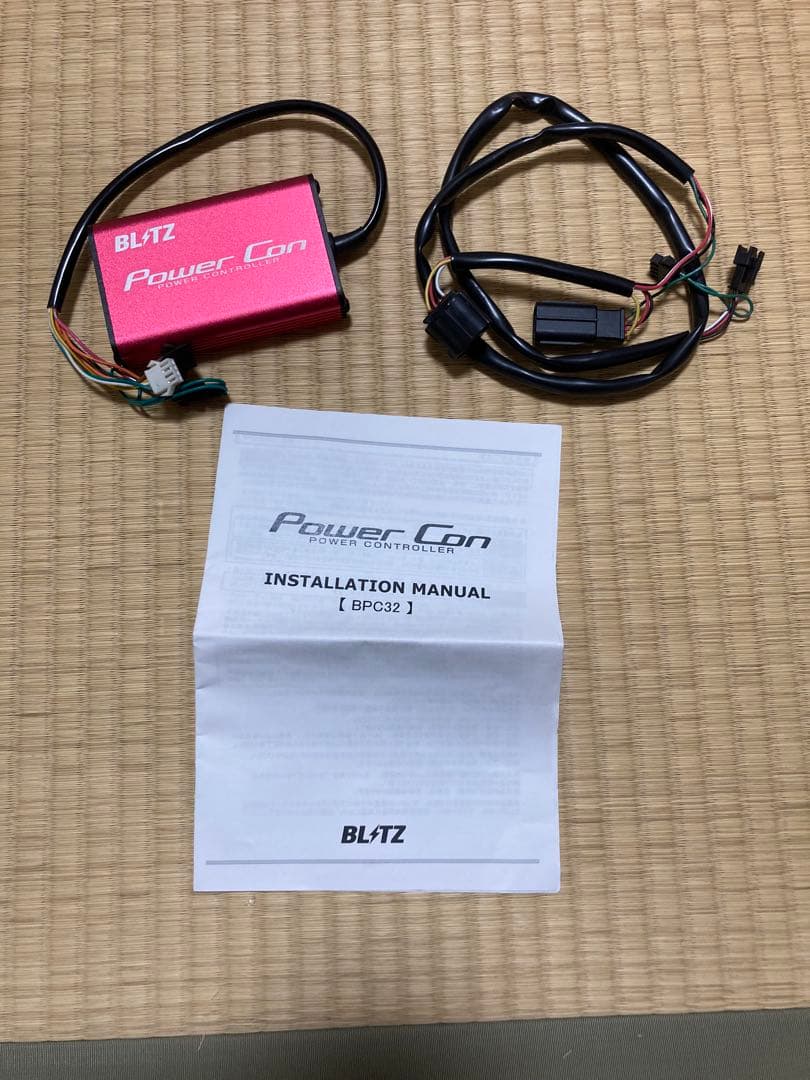 BLITZ
Power Con
POWER CONTROLLER
Power Con
POWER CONTROLLER
INSTALLATION MANUAL
【 BPC32 】
BLITZ